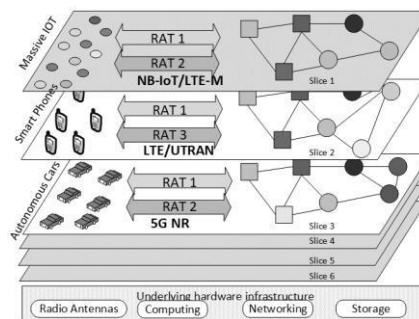 Massive IOT
RAT 1
RAT 2
NB-IoT/LTE-M
Slice 1
Smart Phones
RAT 1
RAT 3
LTE/UTRAN
Slice 2
Autonomous Cars
RAT 1
RAT 2
5G NR
Slice 3
Slice 4
Slice 5
Slice 6
Underlying hardware infrastructure
Radio Antennas
Computing
Networking
Storage